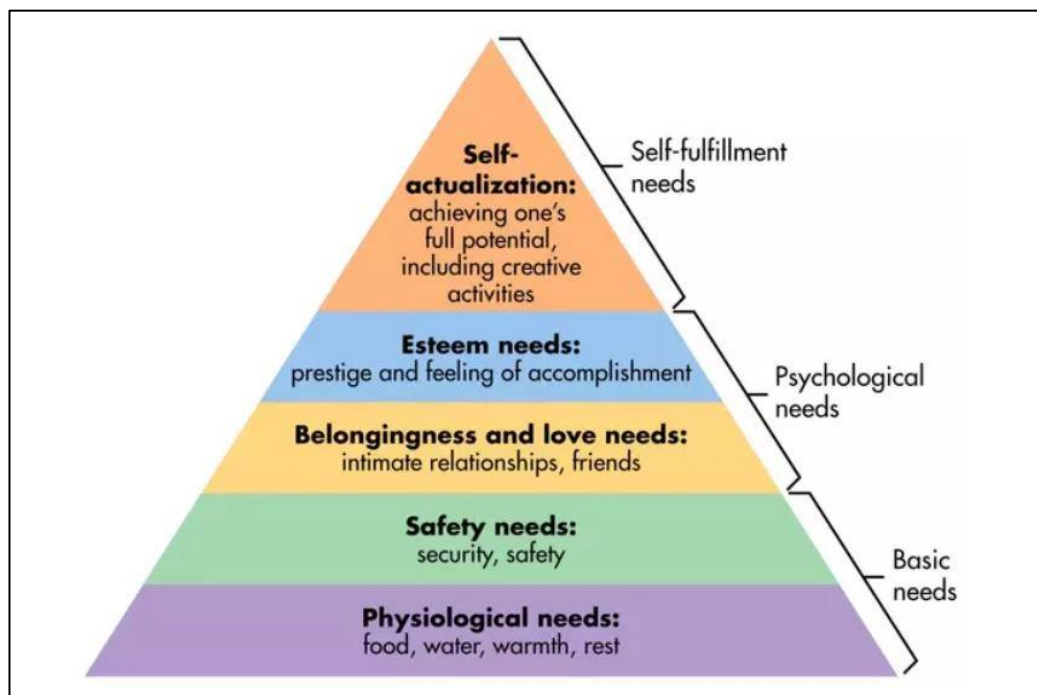 Self-
actualization:
achieving one's
full potential,
including creative
activities
Self-fulfillment
needs
Esteem needs:
prestige and feeling of accomplishment
Psychological
needs
Belongingness and love needs:
intimate relationships, friends
Safety needs:
security, safety
Basic
needs
Physiological needs:
food, water, warmth, rest